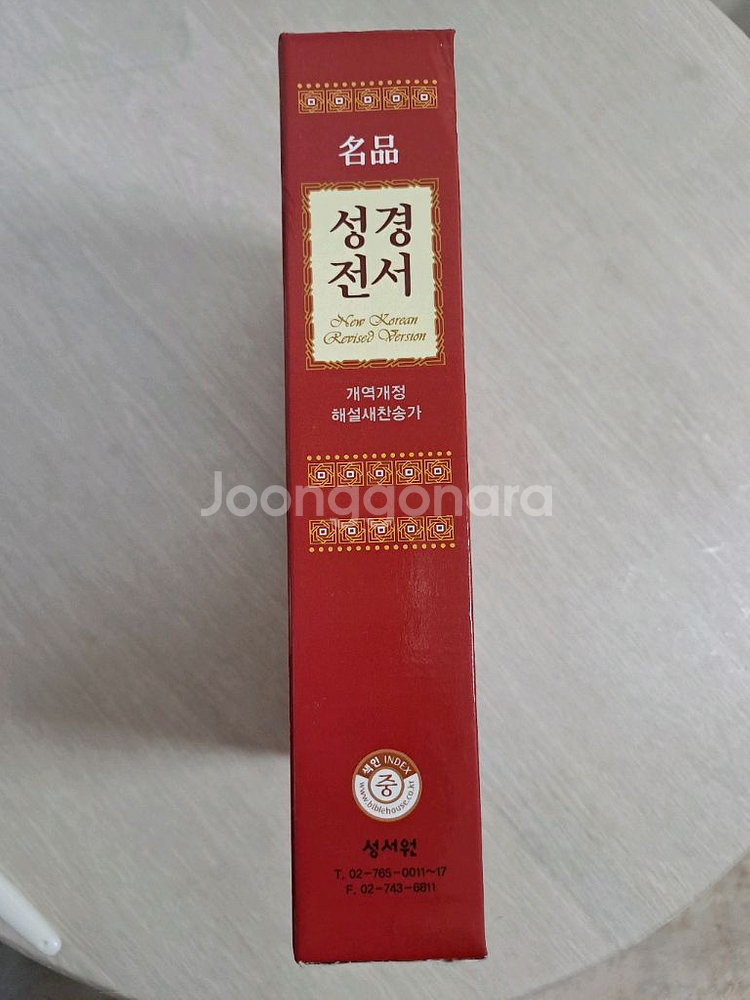 名品
성경
전서
New Korean
Revised Version
개역개정
해설새찬송가
Joonggonara
색인 INDEX
중
www.biblehouse.co.kr
성서원
T. 02-765-0011~17
F. 02-743-6811